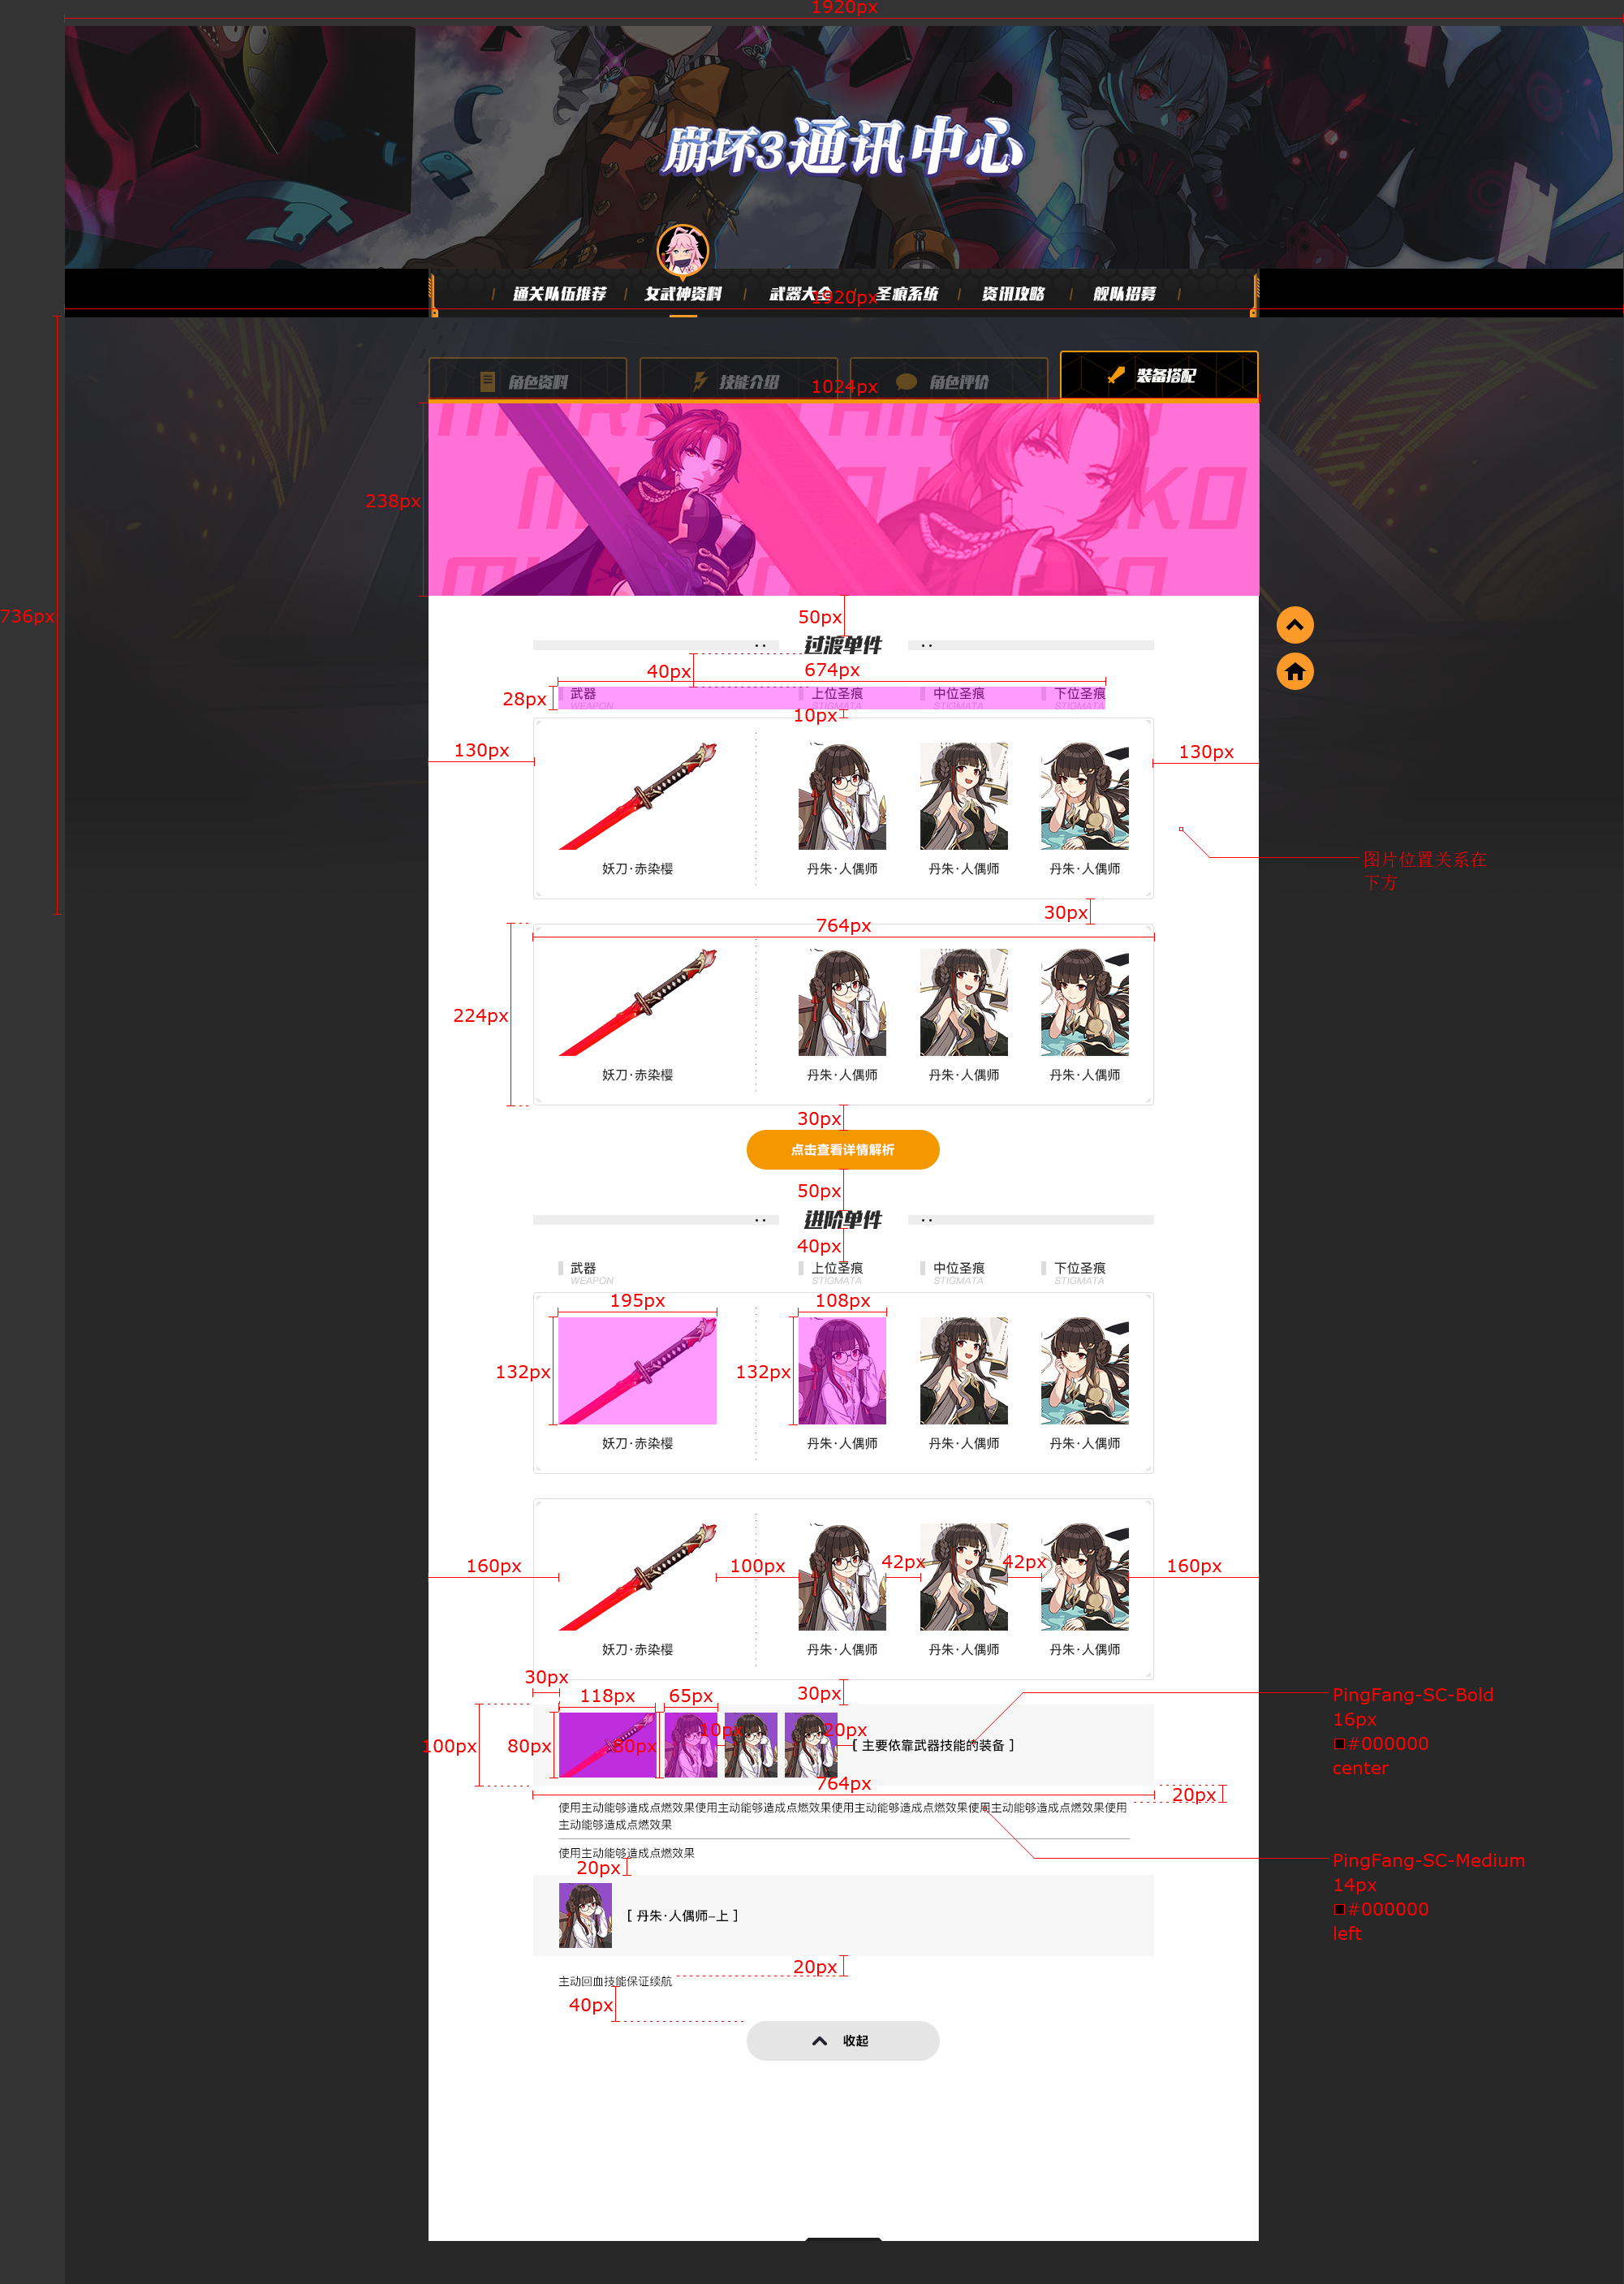 1920px
崩坏3通讯中心
通关队伍推荐
女武神资料
武器大全
圣痕系统
资讯攻略
舰队招募
1920px
角色资料
技能介绍
角色评价
装备搭配
1024px
238px
736px
50px
过渡单件
40px
674px
28px
武器
上位圣痕
中位圣痕
下位圣痕
WEAPON
STIGMATA
STIGMATA
STIGMATA
10px
130px
130px
妖刀·赤染樱
丹朱·人偶师
丹朱·人偶师
丹朱·人偶师
图片位置关系在
下方
30px
764px
224px
妖刀·赤染樱
丹朱·人偶师
丹朱·人偶师
丹朱·人偶师
30px
点击查看详情解析
50px
进阶单件
40px
武器
上位圣痕
中位圣痕
下位圣痕
WEAPON
STIGMATA
STIGMATA
STIGMATA
195px
108px
132px
132px
妖刀·赤染樱
丹朱·人偶师
丹朱·人偶师
丹朱·人偶师
160px
100px
42px
42px
160px
妖刀·赤染樱
丹朱·人偶师
丹朱·人偶师
丹朱·人偶师
30px
118px
65px
30px
100px
80px
80px
10px
20px
[ 主要依靠武器技能的装备 ]
PingFang-SC-Bold
16px
#000000
center
764px
20px
使用主动能够造成点燃效果使用主动能够造成点燃效果使用主动能够造成点燃效果使用主动能够造成点燃效果使用
主动能够造成点燃效果
使用主动能够造成点燃效果
20px
PingFang-SC-Medium
14px
#000000
left
[ 丹朱·人偶师-上 ]
20px
主动回血技能保证续航
40px
收起